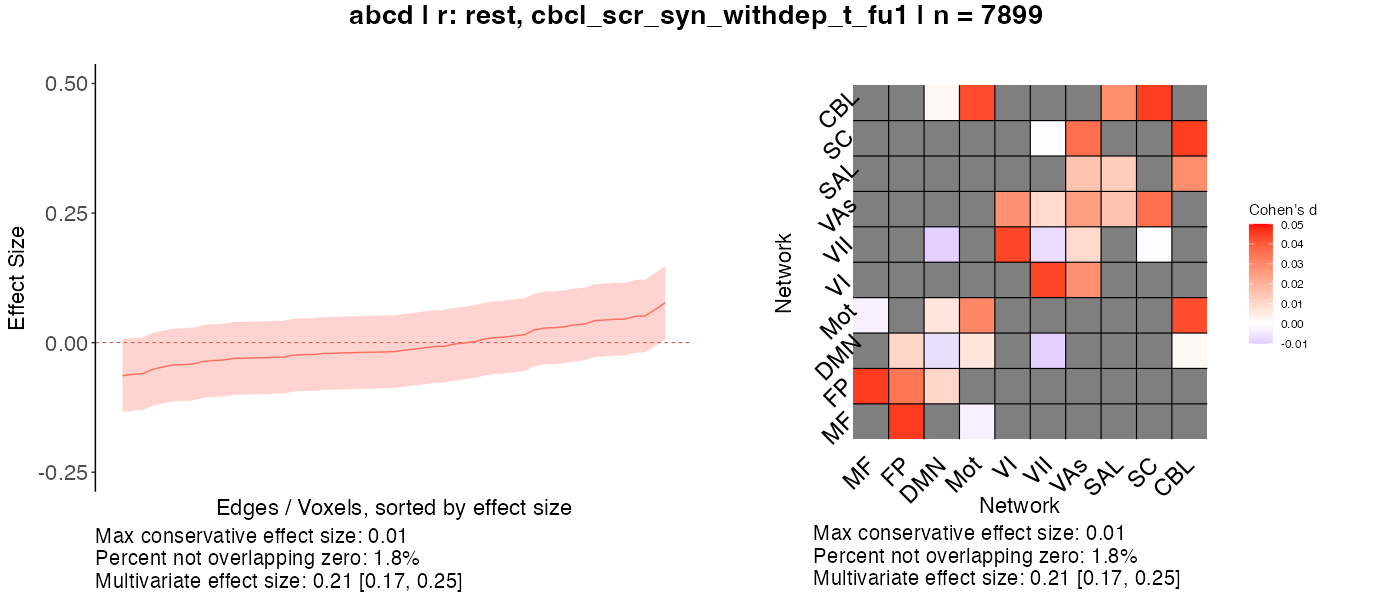 abcd | r: rest, cbcl_scr_syn_withdep_t_fu1 | n = 7899
0.50
0.25
0.00
-0.25
Effect Size
Edges / Voxels, sorted by effect size
Max conservative effect size: 0.01
Percent not overlapping zero: 1.8%
Multivariate effect size: 0.21 [0.17, 0.25]
Network
CBL
SC
SAL
VAs
VII
VI
Mot
DMN
FP
MF
MF
FP
DMN
Mot
VI
VII
VAs
SAL
SC
CBL
Network
Max conservative effect size: 0.01
Percent not overlapping zero: 1.8%
Multivariate effect size: 0.21 [0.17, 0.25]
Cohen's d
0.05
0.04
0.03
0.02
0.01
0.00
-0.01